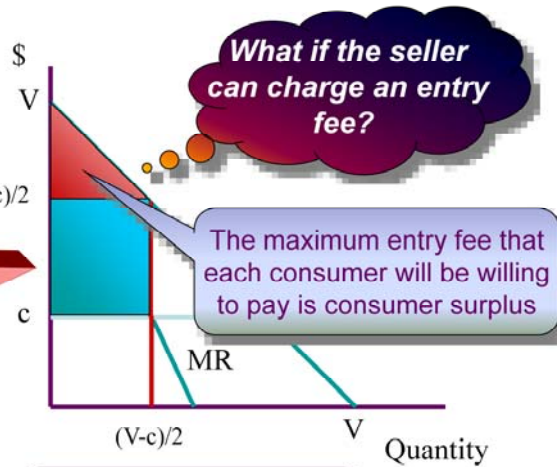 $
What if the seller
can charge an entry
fee?
V
)/2
The maximum entry fee that
each consumer will be willing
to pay is consumer surplus
c
MR
(V-c)/2
V
Quantity